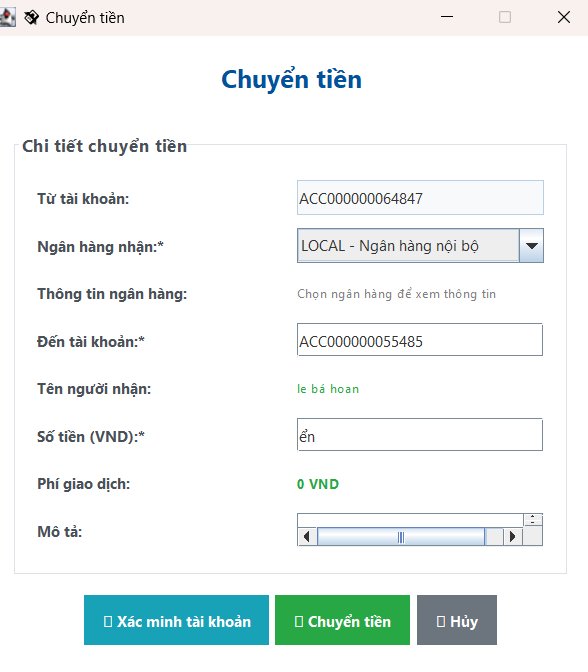 Chuyển tiền
Chuyển tiền
Chi tiết chuyển tiền
Từ tài khoản: ACC000000064847
Ngân hàng nhận:* LOCAL - Ngân hàng nội bộ
Thông tin ngân hàng: Chọn ngân hàng để xem thông tin
Đến tài khoản:* ACC000000055485
Tên người nhận: le bá hoan
Số tiền (VND):* ển
Phí giao dịch: 0 VND
Mô tả:
Xác minh tài khoản Chuyển tiền Hủy